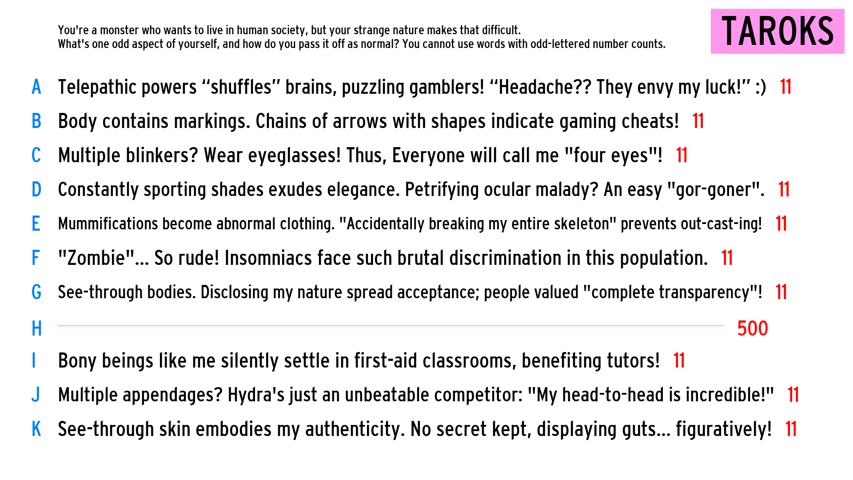 You're a monster who wants to live in human society, but your strange nature makes that difficult.
What's one odd aspect of yourself, and how do you pass it off as normal? You cannot use words with odd-lettered number counts.
TAROKS
A Telepathic powers “shuffles” brains, puzzling gamblers! “Headache?? They envy my luck!” :) 11
B Body contains markings. Chains of arrows with shapes indicate gaming cheats! 11
C Multiple blinkers? Wear eyeglasses! Thus, Everyone will call me "four eyes"! 11
D Constantly sporting shades exudes elegance. Petrifying ocular malady? An easy "gor-goner". 11
E Mummifications become abnormal clothing. "Accidentally breaking my entire skeleton" prevents out-cast-ing! 11
F "Zombie"... So rude! Insomniacs face such brutal discrimination in this population. 11
G See-through bodies. Disclosing my nature spread acceptance; people valued "complete transparency"! 11
H 500
I Bony beings like me silently settle in first-aid classrooms, benefiting tutors! 11
J Multiple appendages? Hydra's just an unbeatable competitor: "My head-to-head is incredible!" 11
K See-through skin embodies my authenticity. No secret kept, displaying guts... figuratively! 11